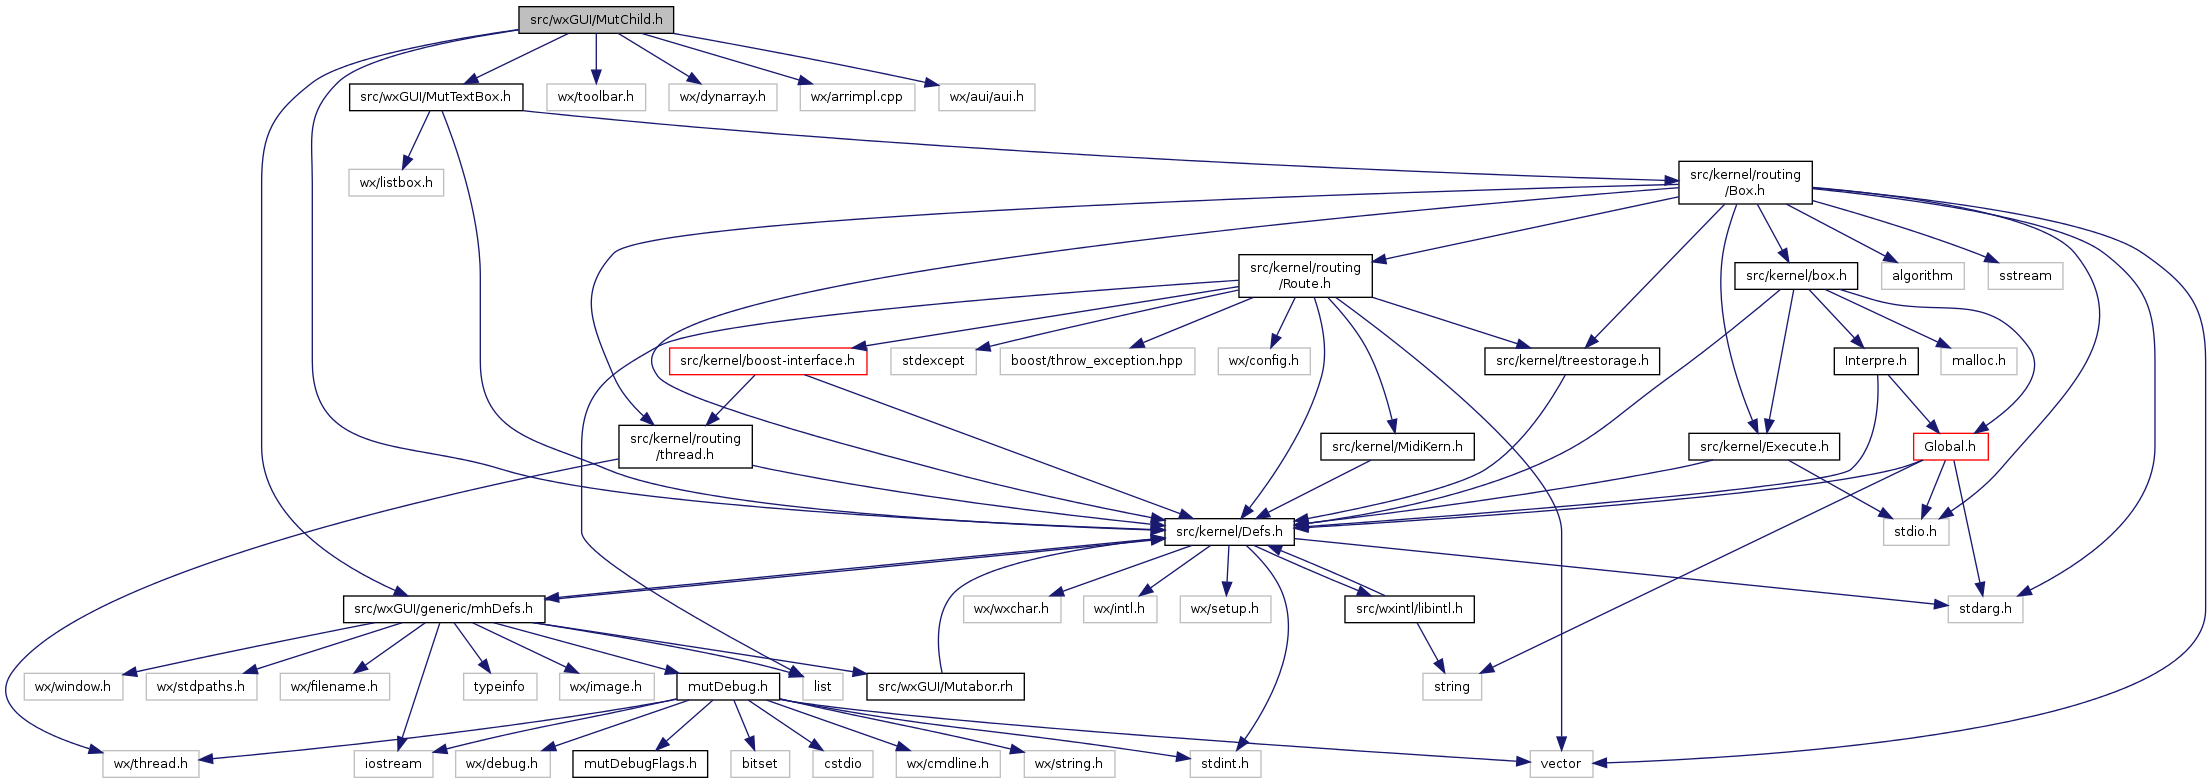 src/wxGUI/MutChild.h
src/wxGUI/MutTextBox.h
wx/toolbar.h
wx/dynarray.h
wx/arrimpl.cpp
wx/aui/aui.h
wx/listbox.h
src/kernel/routing
/Box.h
src/kernel/routing
/Route.h
src/kernel/box.h
algorithm
sstream
src/kernel/boost-interface.h
stdexcept
boost/throw_exception.hpp
wx/config.h
src/kernel/treestorage.h
Interpre.h
malloc.h
src/kernel/routing
/thread.h
src/kernel/MidiKern.h
src/kernel/Execute.h
Global.h
src/kernel/Defs.h
stdio.h
src/wxGUI/generic/mhDefs.h
wx/wxchar.h
wx/intl.h
wx/setup.h
src/wxintl/libintl.h
stdarg.h
wx/window.h
wx/stdpaths.h
wx/filename.h
typeinfo
wx/image.h
mutDebug.h
list
src/wxGUI/Mutabor.rh
string
wx/thread.h
iostream
wx/debug.h
mutDebugFlags.h
bitset
cstdio
wx/cmdline.h
wx/string.h
stdint.h
vector